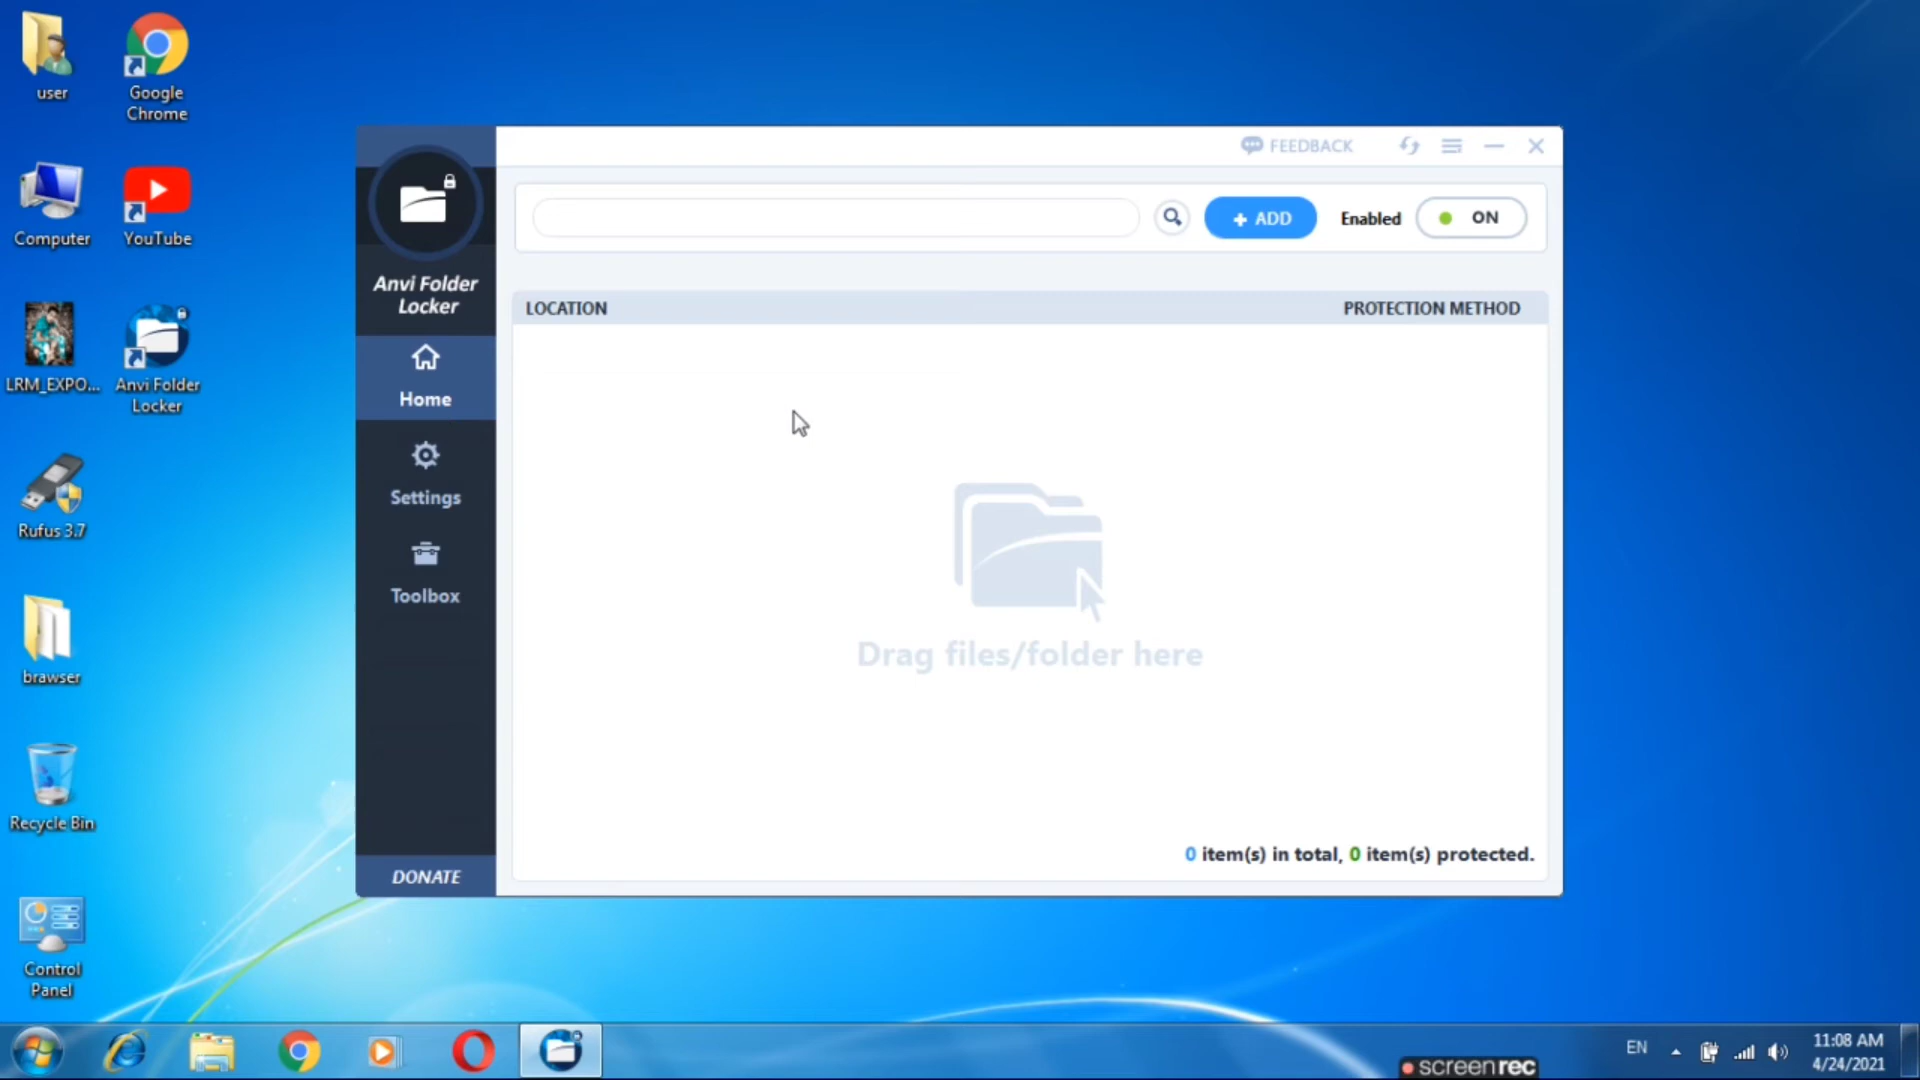 user
Google
Chrome
Computer
YouTube
LRM_EXPO...
Anvi Folder
Locker
Rufus 3.7
brawser
Recycle Bin
Control
Panel
FEEDBACK
ADD
Enabled
ON
Anvi Folder
Locker
Home
Settings
Toolbox
DONATE
LOCATION
PROTECTION METHOD
Drag files/folder here
0 item(s) in total, 0 item(s) protected.
screenrec
EN
11:08 AM
4/24/2021